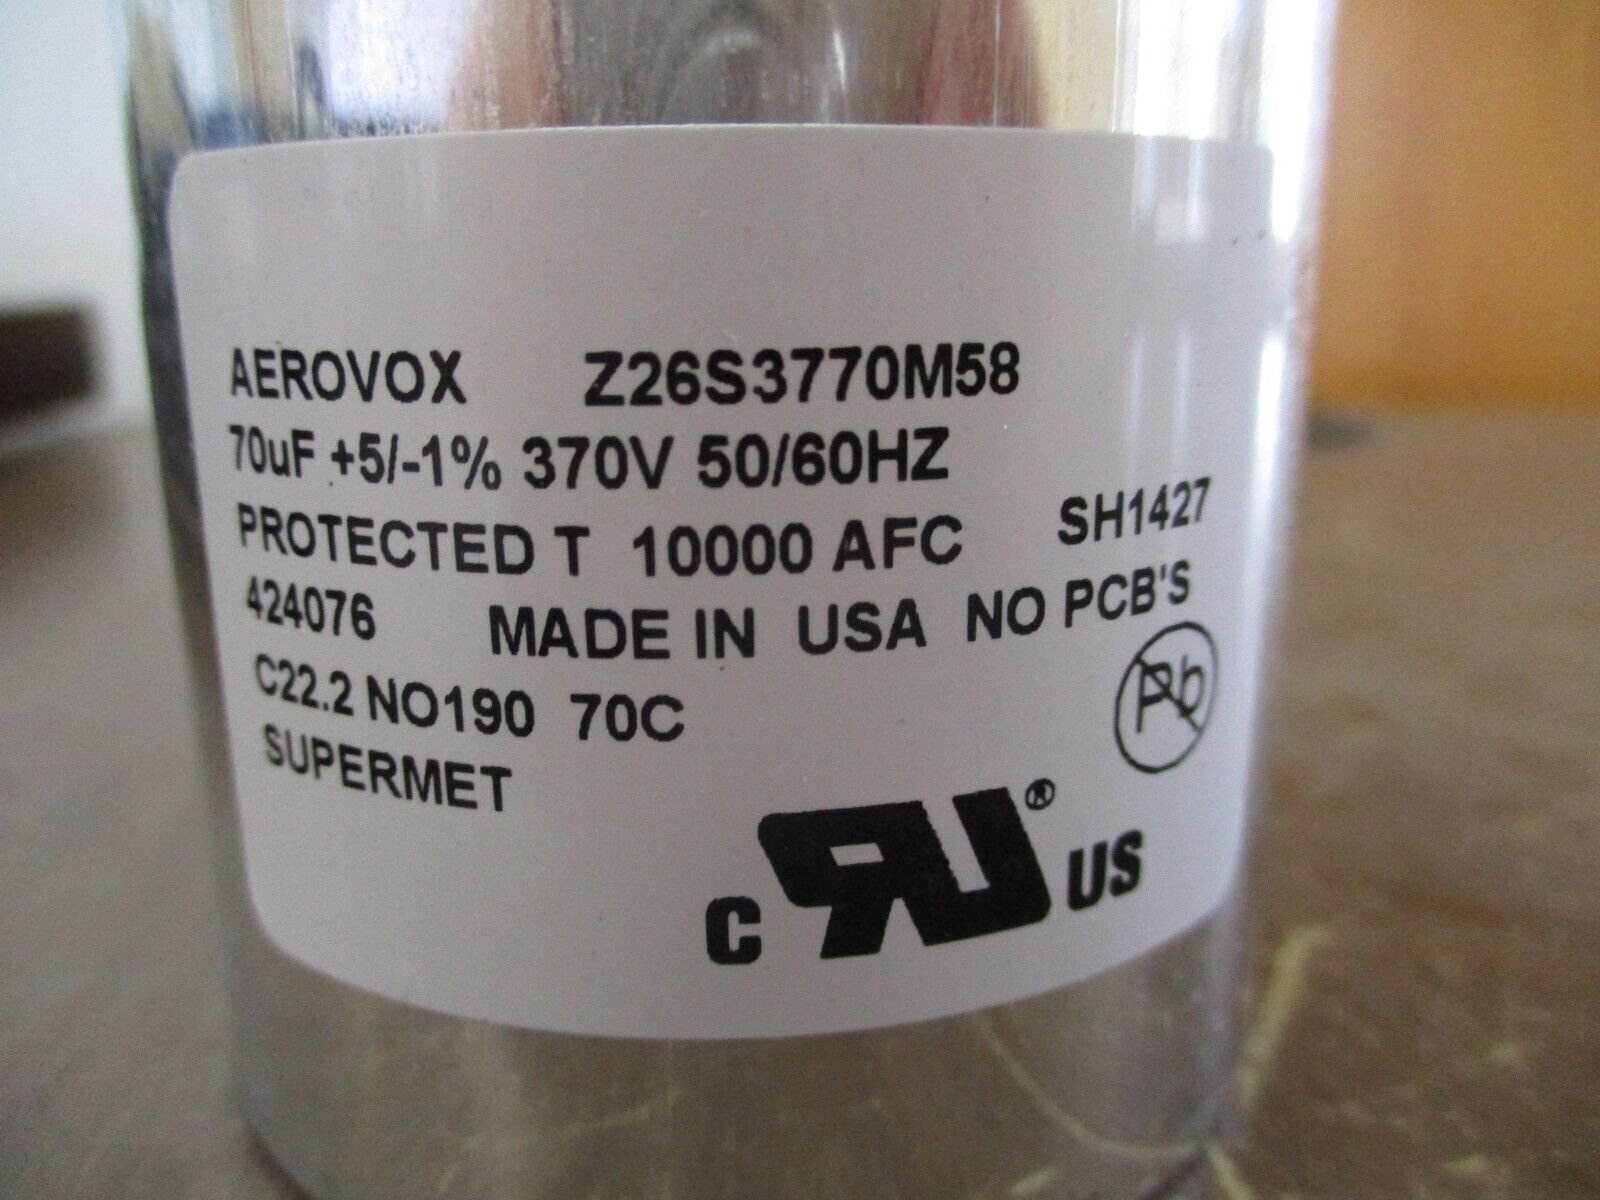 AEROVOX Z26S3770M58
70uF +5/-1% 370V 50/60HZ
PROTECTED T 10000 AFC SH1427
424076 MADE IN USA NO PCB'S
C22.2 NO190 70C
Pb
SUPERMET
C RU® US